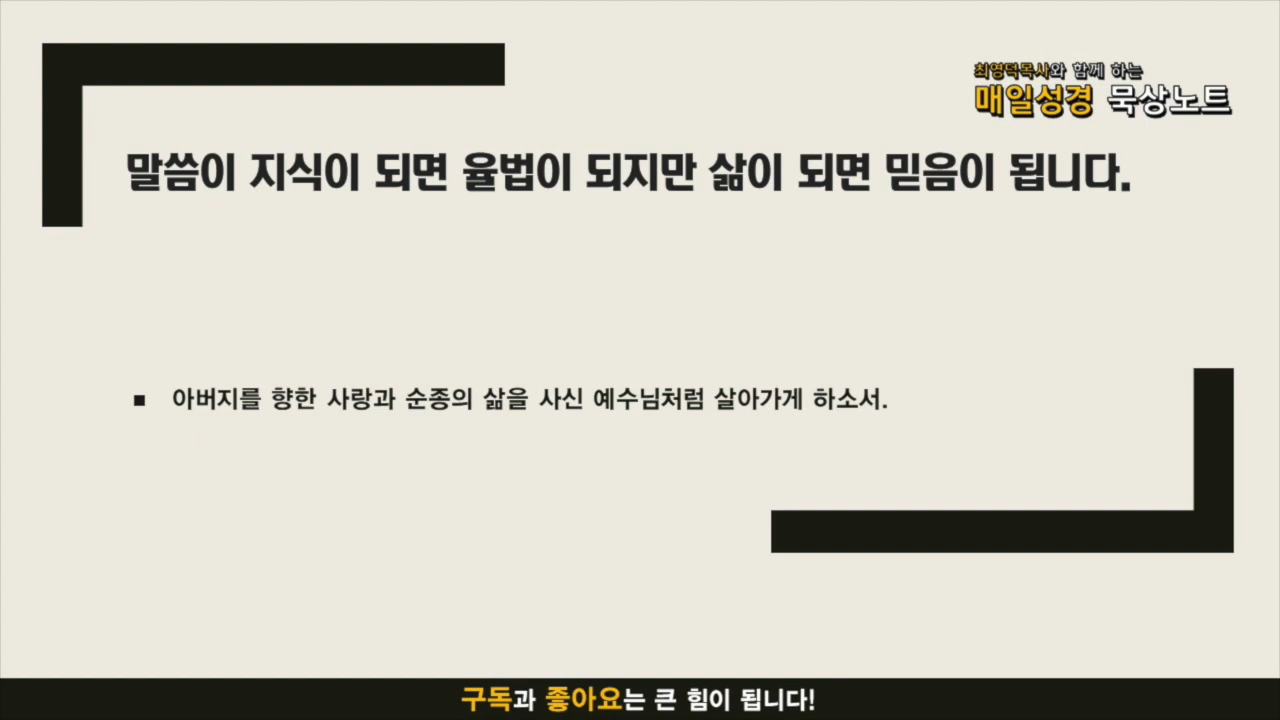 최영덕목사와 함께 하는
매일성경 묵상노트
말씀이 지식이 되면 율법이 되지만 삶이 되면 믿음이 됩니다.
■ 아버지를 향한 사랑과 순종의 삶을 사신 예수님처럼 살아가게 하소서.
구독과 좋아요는 큰 힘이 됩니다!